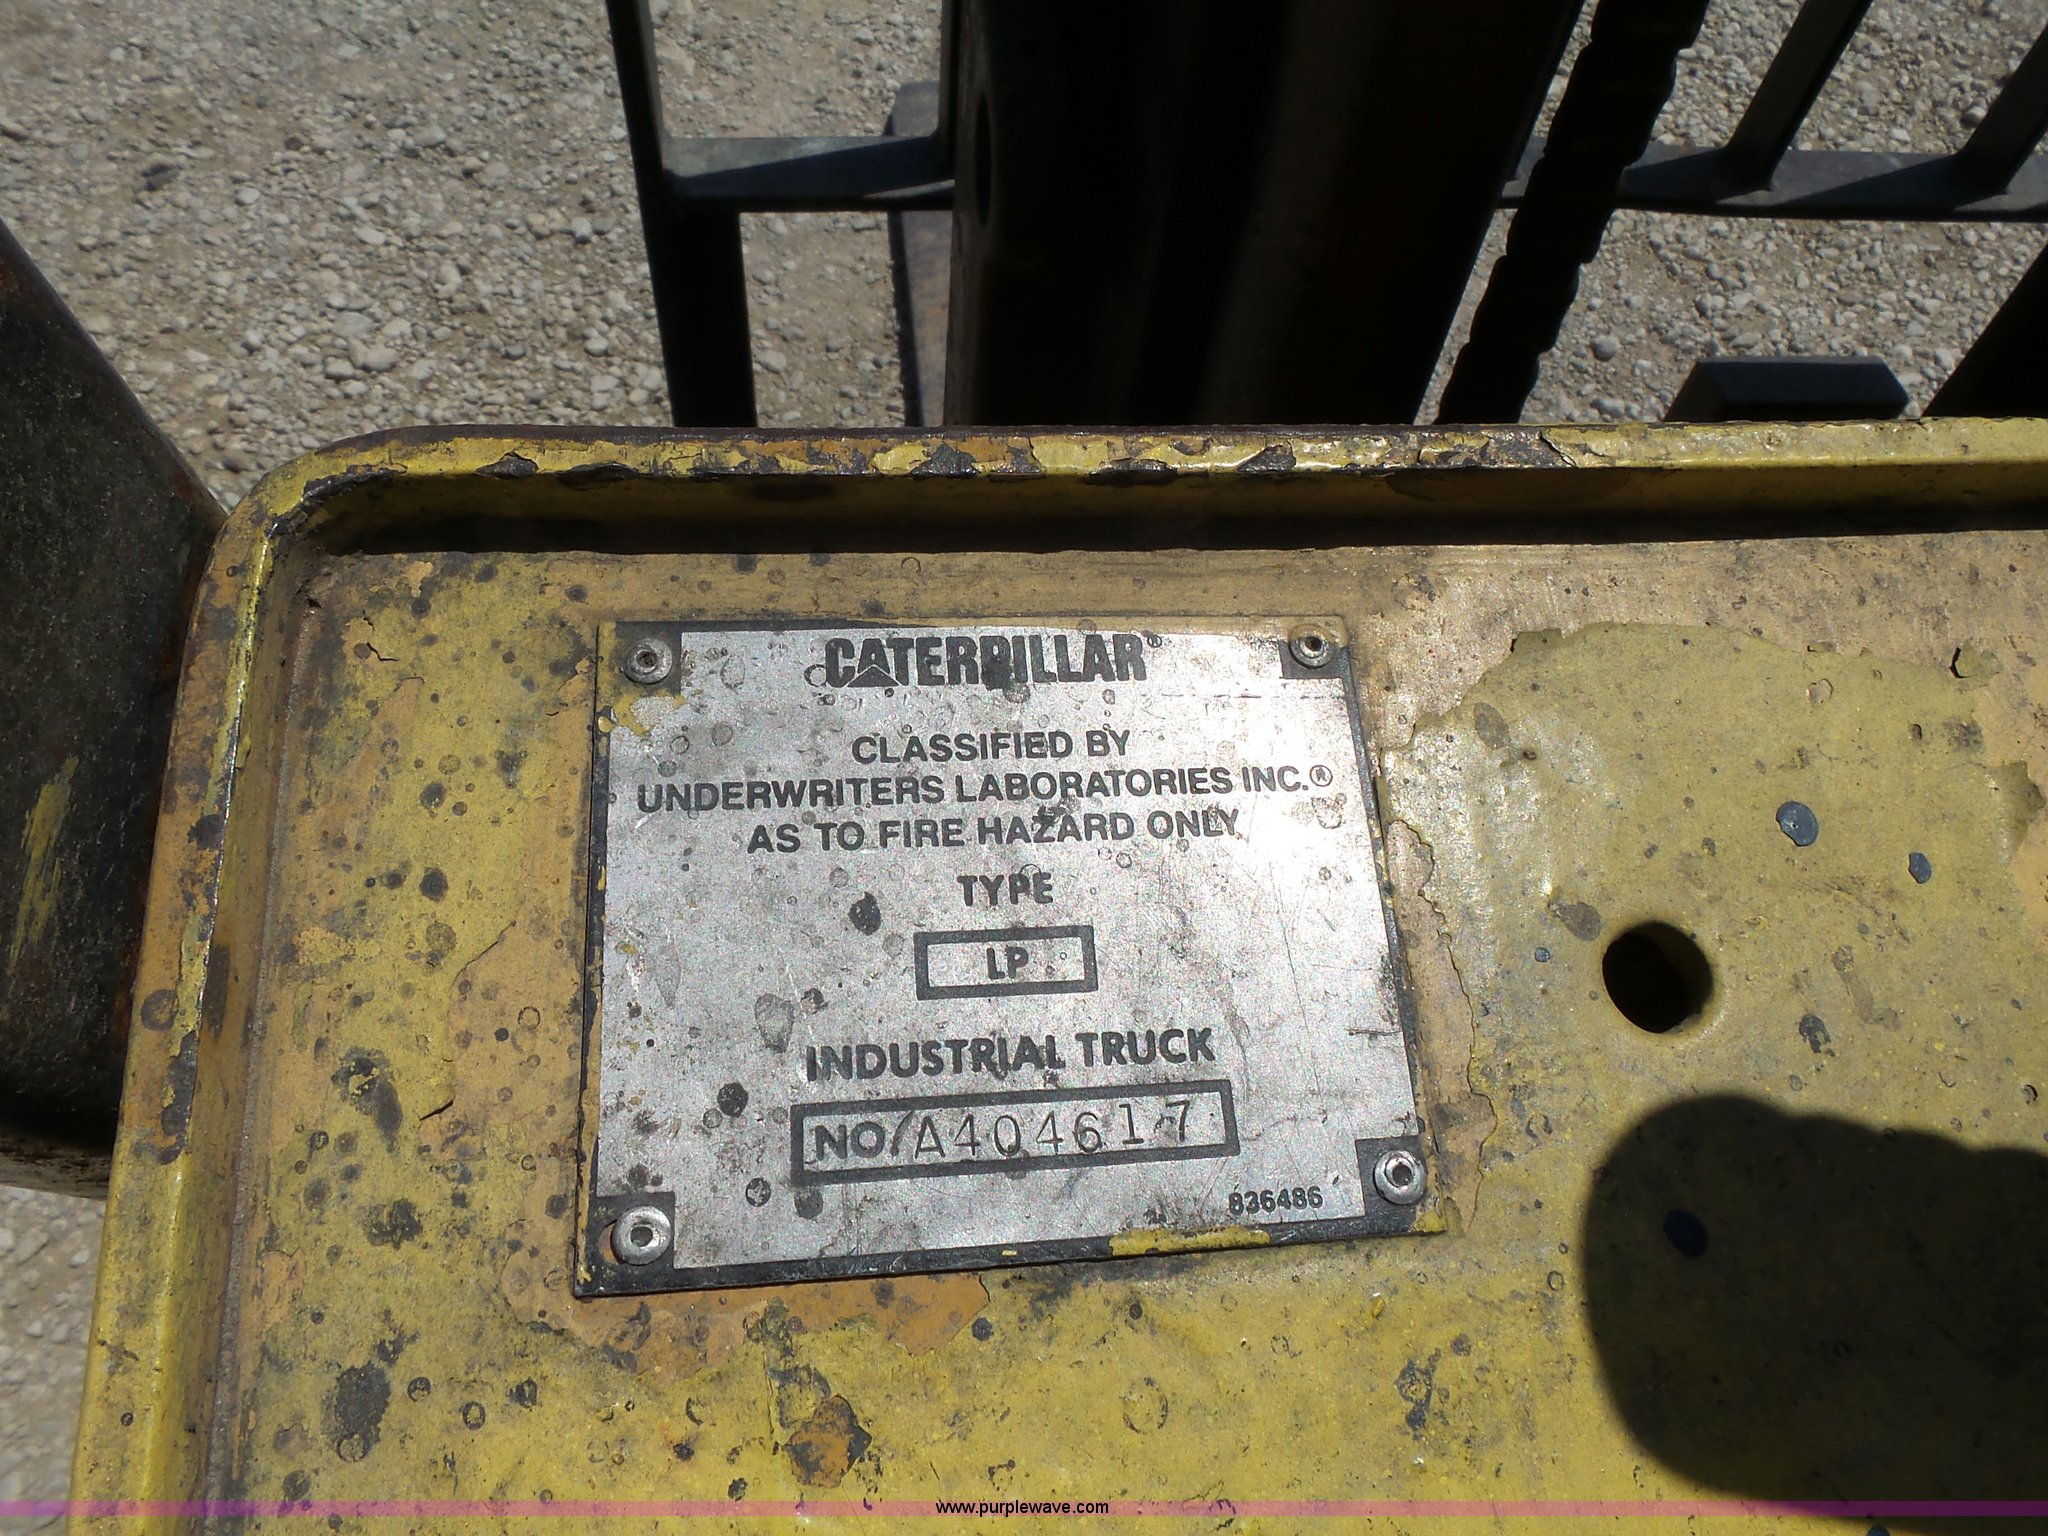 CATERPILLAR®
CLASSIFIED BY
UNDERWRITERS LABORATORIES INC.®
AS TO FIRE HAZARD ONLY
TYPE
LP
INDUSTRIAL TRUCK
NO. A404617
836486
www.purplewave.com